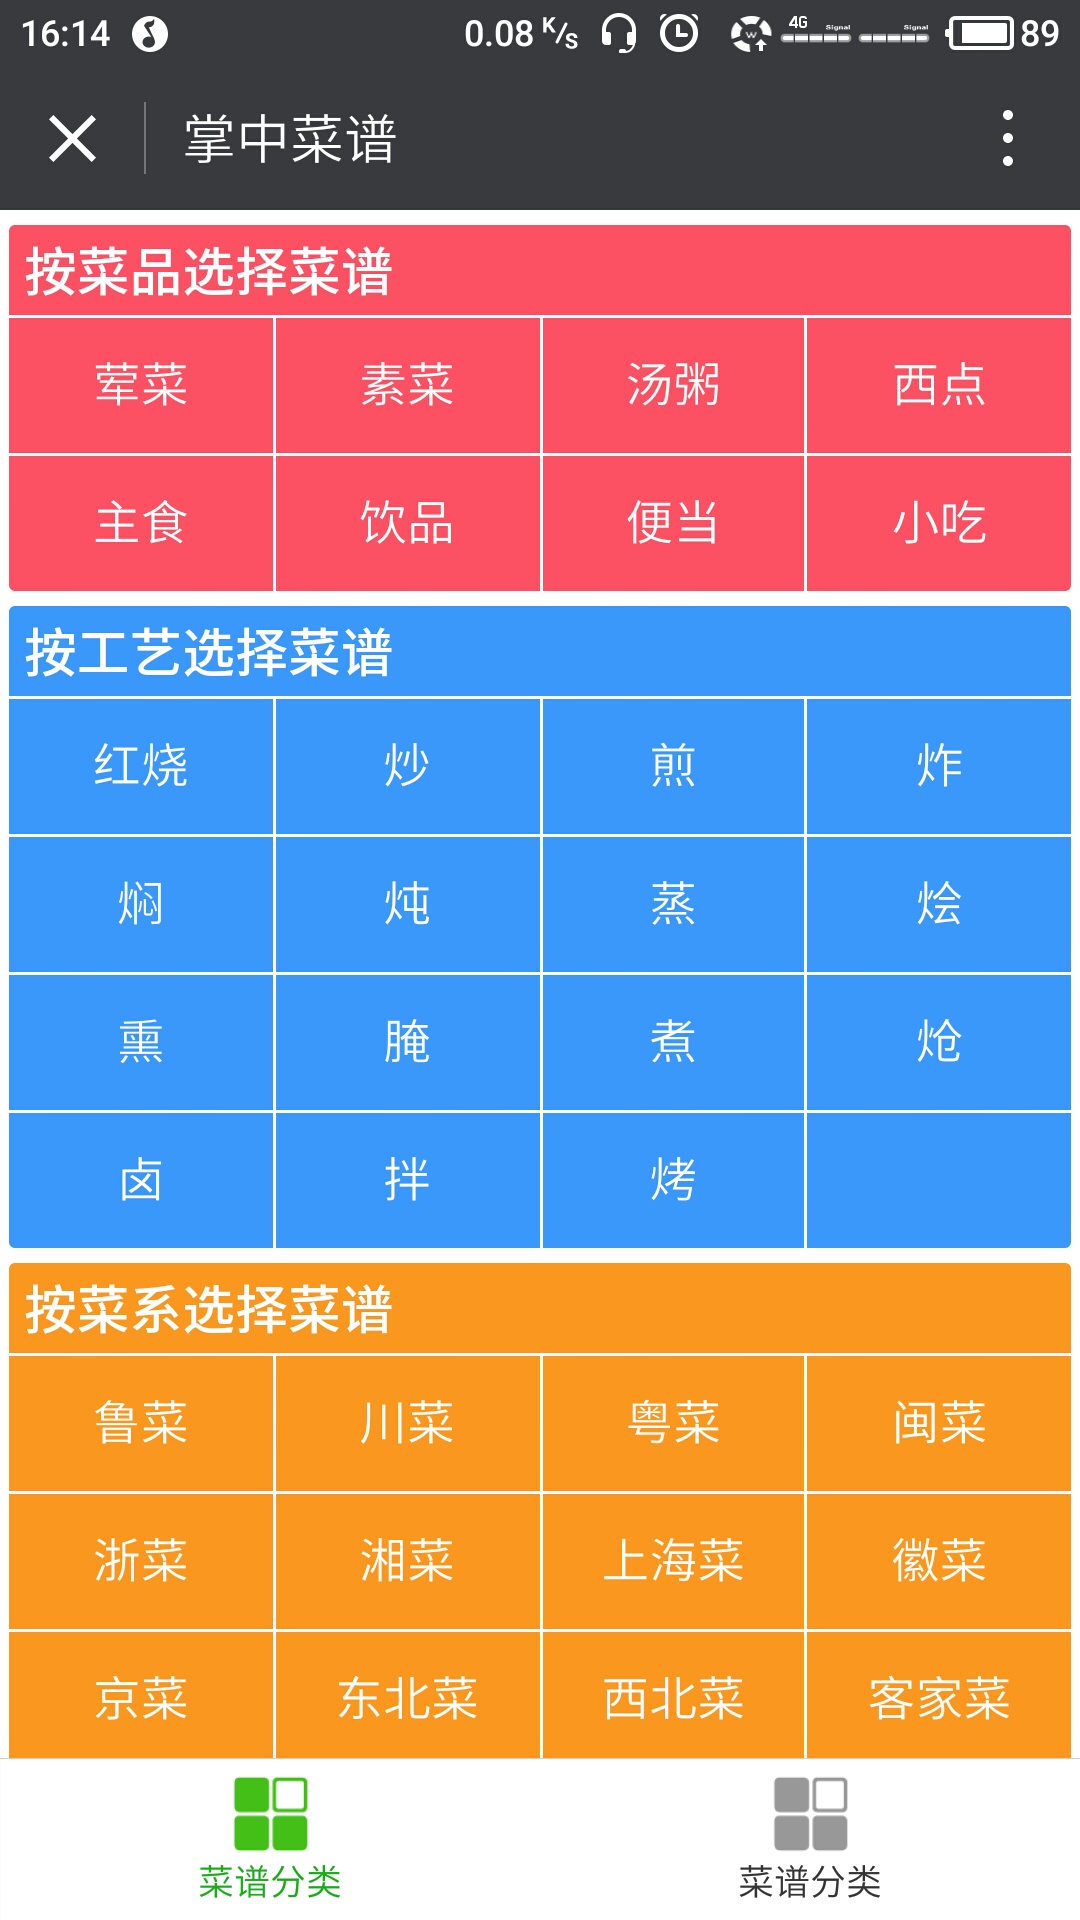 16:14 0.08 K/s 4G Signal Signal 89
掌中菜谱
按菜品选择菜谱
荤菜 素菜 汤粥 西点
主食 饮品 便当 小吃
按工艺选择菜谱
红烧 炒 煎 炸
焖 炖 蒸 烩
熏 腌 煮 炝
卤 拌 烤
按菜系选择菜谱
鲁菜 川菜 粤菜 闽菜
浙菜 湘菜 上海菜 徽菜
京菜 东北菜 西北菜 客家菜
菜谱分类 菜谱分类